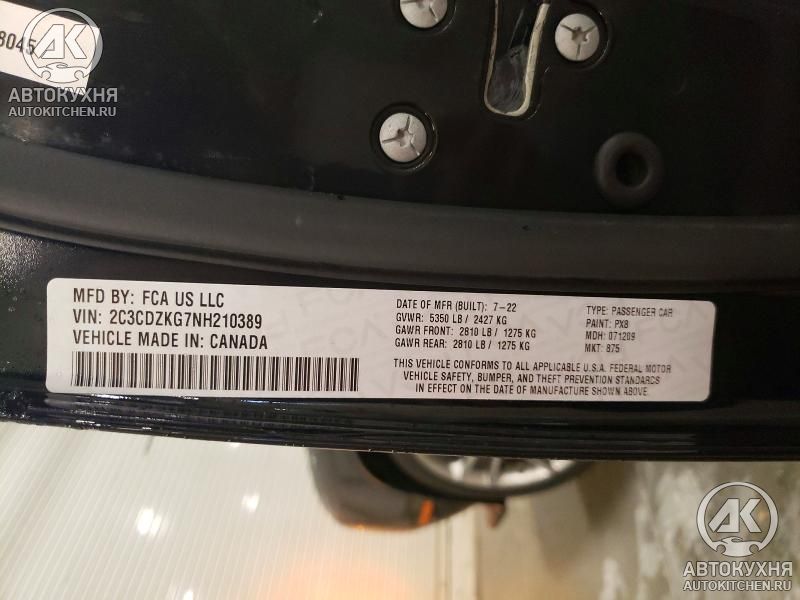 8045
АК
АВТОКУХНЯ
AUTOKITCHEN.RU
MFD BY: FCA US LLC
VIN: 2C3CDZKG7NH210389
VEHICLE MADE IN: CANADA
DATE OF MFR (BUILT): 7-22
GVWR: 5350 LB / 2427 KG
GAWR FRONT: 2810 LB / 1275 KG
GAWR REAR: 2810 LB / 1275 KG
TYPE: PASSENGER CAR
PAINT: PX8
MDH: 071209
MKT: 875
THIS VEHICLE CONFORMS TO ALL APPLICABLE U.S.A. FEDERAL MOTOR
VEHICLE SAFETY, BUMPER, AND THEFT PREVENTION STANDARDS
IN EFFECT ON THE DATE OF MANUFACTURE SHOWN ABOVE.
АК
АВТОКУХНЯ
AUTOKITCHEN.RU